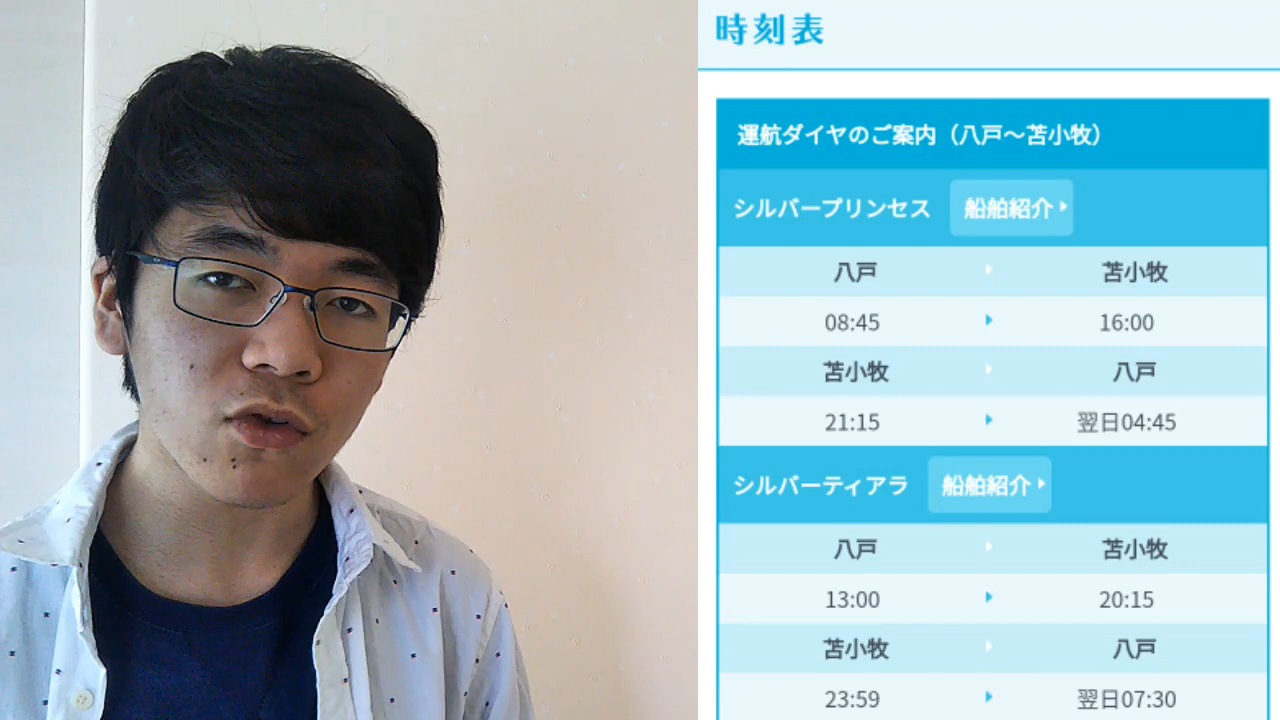 時刻表
運航ダイヤのご案内（八戸～苫小牧）
シルバープリンセス 船舶紹介
八戸 苫小牧
08:45 16:00
苫小牧 八戸
21:15 翌日04:45
シルバーティアラ 船舶紹介
八戸 苫小牧
13:00 20:15
苫小牧 八戸
23:59 翌日07:30